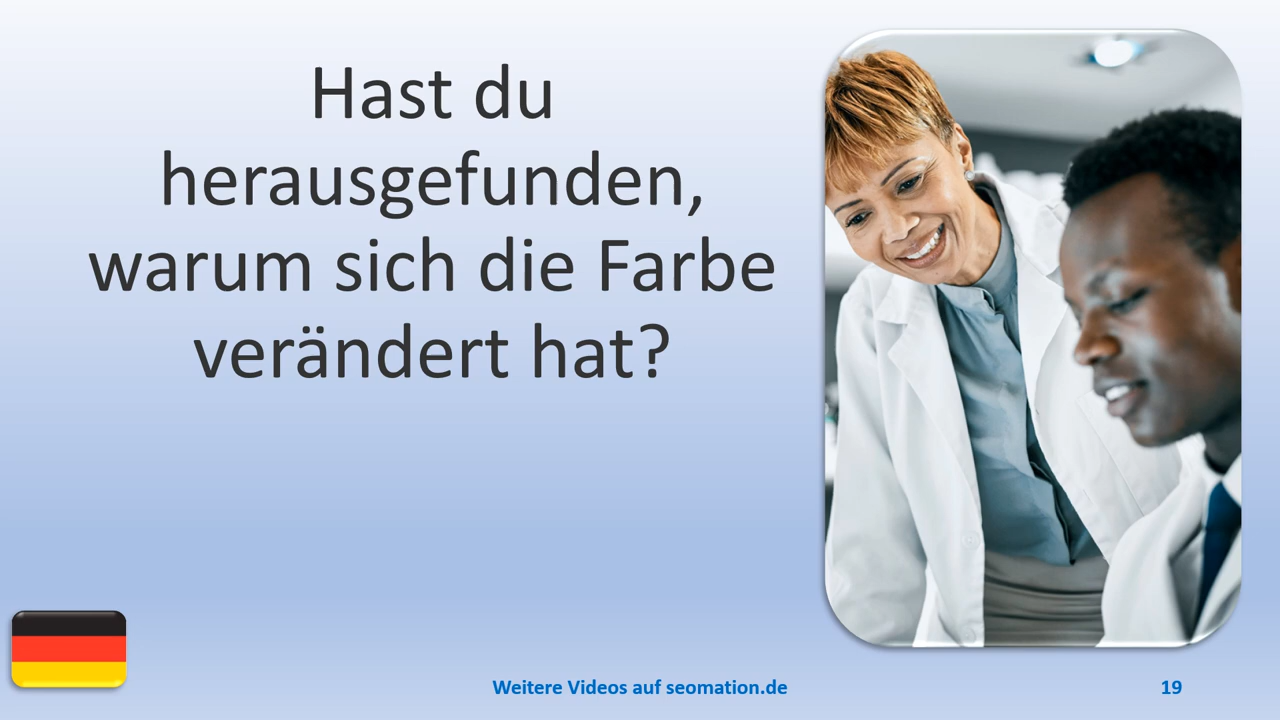 Hast du
herausgefunden,
warum sich die Farbe
verändert hat?
Weitere Videos auf seomation.de
19